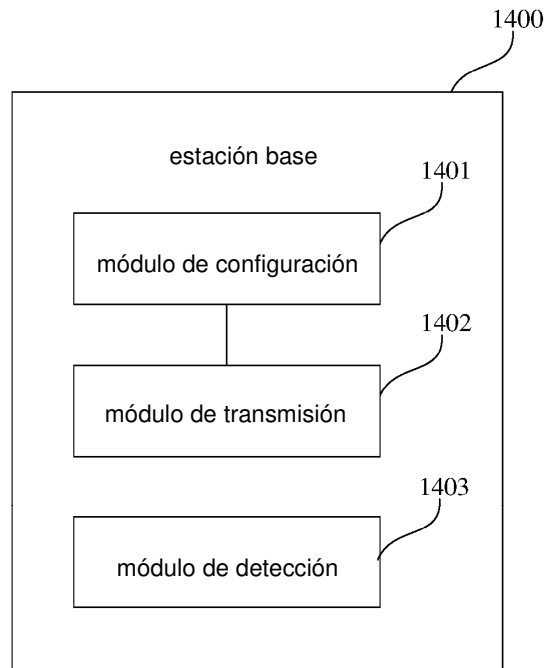 1400
estación base
1401
módulo de configuración
1402
módulo de transmisión
1403
módulo de detección